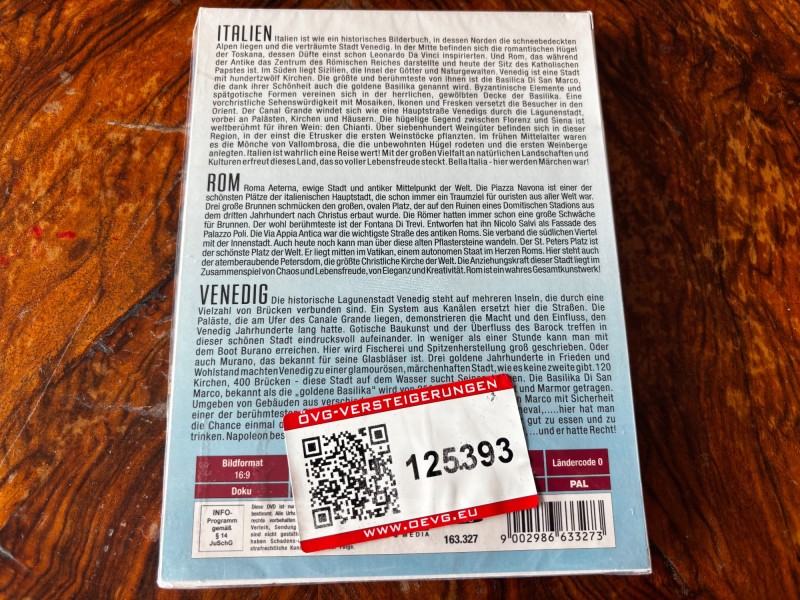 ITALIEN Italien ist wie ein historisches Bilderbuch, in dessen Norden die schneebedeckten
Alpen liegen und die verträumte Stadt Venedig. In der Mitte befinden sich die romantischen Hügel
der Toskana, dessen Düfte einst schon Leonardo Da Vinci inspirierten. Und Rom, das während
der Antike das Zentrum des Römischen Reiches darstellte und heute der Sitz des Katholischen
Papstes ist. Im Süden liegt Sizilien, die Insel der Götter und Naturgewalten. Venedig ist eine Stadt
mit hundertzwölf Kirchen. Die größte und berühmteste von Ihnen ist die Basilica Di San Marco,
die dank ihrer Schönheit auch die goldene Basilika genannt wird. Byzantinische Elemente und
spätgotische Formen vereinen sich in der herrlichen, gewölbten Decke der Basilika. Eine
vorchristliche Sehenswürdigkeit mit Mosaiken, Ikonen und Fresken versetzt die Besucher in den
Orient. Der Canal Grande windet sich wie eine Hauptstraße Venedigs durch die Lagunenstadt,
vorbei an Palästen, Kirchen und Häusern. Die hügelige Gegend zwischen Florenz und Siena ist
weltberühmt für ihren Wein: den Chianti. Über siebenhundert Weingüter befinden sich in dieser
Region, in der einst die Etrusker die ersten Weinstöcke pflanzten. Im frühen Mittelalter waren
es die Mönche von Vallombrosa, die die unbewohnten Hügel rodeten und die ersten Weinberge
anlegten. Italien ist wahrlich eine Reise wert! Mit der großen Vielfalt an natürlichen Landschaften und
Kulturen erfreut dieses Land, das so voller Lebensfreude steckt. Bella Italia - hier werden Märchen war!
ROM Roma Aeterna, ewige Stadt und antiker Mittelpunkt der Welt. Die Piazza Navona ist einer der
schönsten Plätze der italienischen Hauptstadt, die schon immer ein Traumziel für ouristen aus aller Welt war.
Drei große Brunnen schmücken den großen, ovalen Platz, der auf den Ruinen eines Domitischen Stadions aus
dem dritten Jahrhundert nach Christus erbaut wurde. Die Römer hatten immer schon eine große Schwäche
für Brunnen. Der wohl berühmteste ist der Fontana Di Trevi. Entworfen hat ihn Nicolo Salvi als Fassade des
Palazzo Poli. Die Via Appia Antica war die wichtigste Straße des antiken Roms. Sie verband die südlichen Viertel
mit der Innenstadt. Auch heute noch kann man über diese alten Pflastersteine wandern. Der St. Peters Platz ist
der schönste Platz der Welt. Er liegt mitten im Vatikan, einem autonomen Staat im Herzen Roms. Hier steht auch
der atemberaubende Petersdom, die größte Christliche Kirche der Welt. Die Anziehungskraft dieser Stadt liegt im
Zusammenspiel von Chaos und Lebensfreude, von Eleganz und Kreativität. Rom ist ein wahres Gesamtkunstwerk!
VENEDIG Die historische Lagunenstadt Venedig steht auf mehreren Inseln, die durch eine
Vielzahl von Brücken verbunden sind. Ein System aus Kanälen ersetzt hier die Straßen. Die
Paläste, die am Ufer des Canale Grande liegen, demonstrieren die Macht und den Einfluß, den
Venedig Jahrhunderte lang hatte. Gotische Baukunst und der Überfluss des Barock treffen in
dieser schönen Stadt eindrucksvoll aufeinander. In weniger als einer Stunde kann man mit
dem Boot Burano erreichen. Hier wird Fischerei und Spitzenherstellung groß geschrieben. Oder
auch Murano, das bekannt für seine Glasbläser ist. Drei goldene Jahrhunderte in Frieden und
Wohlstand machten Venedig zu einer glamourösen, märchenhaften Stadt, wie es keine zweite gibt. 120
Kirchen, 400 Brücken - diese Stadt auf dem Wasser sucht
Marco, bekannt als die „goldene Basilika" wird von und Marmor getragen.
Umgeben von Gebäuden aus San Marco mit Sicherheit
einer der berühmtesten hier hat man
die Chance einmal gut zu essen und zu
trinken. Napoleon ....und er hatte Recht!
ÖVG-VERSTEIGERUNGEN
125393
WWW.OEVG.EU
Bildformat
16:9
Doku
Ländercode 0
PAL
INFO-
Programm
gemäß
§ 14
JuSchG
Diese DVD ist nur
bestimmt. Alle
rechte vorbehalten
Verleih, Sendung
sind nicht
haben Schadens-
strafrechtliche Folge.
MEDIA
163.327
9 002986 633273